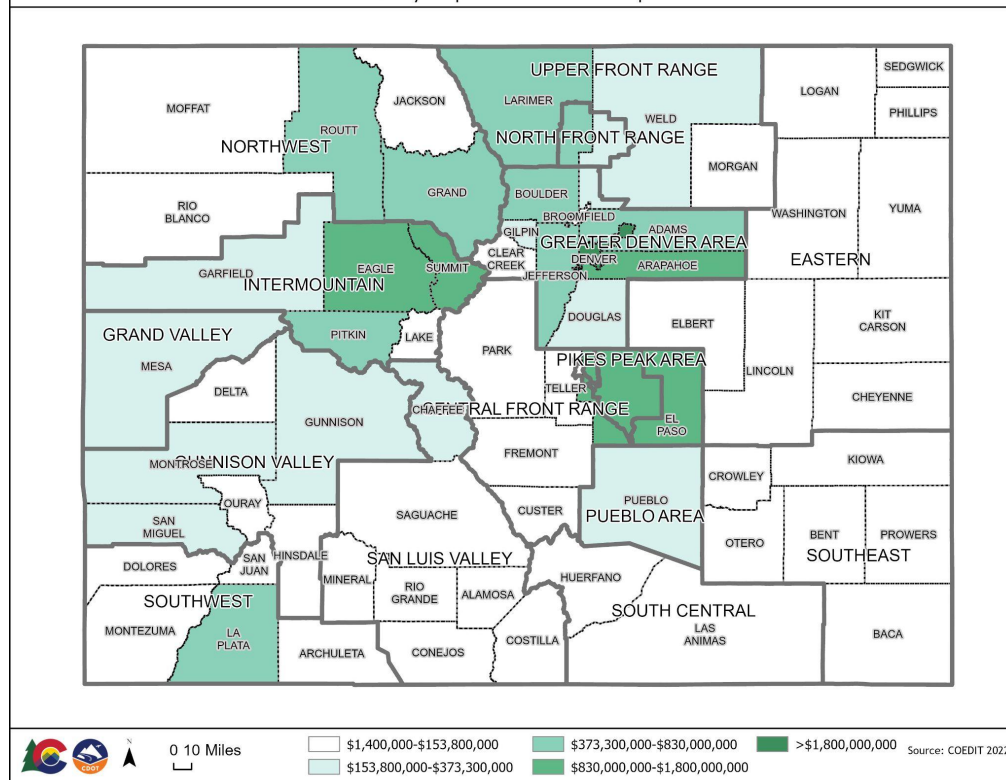 UPPER FRONT RANGE
SEDGWICK
LOGAN
MOFFAT
JACKSON
LARIMER
PHILLIPS
WELD
ROUTT
NORTH FRONT RANGE
NORTHWEST
MORGAN
GRAND
BOULDER
RIO
BLANCO
WASHINGTON
YUMA
BROOMFIELD
GILPIN
ADAMS
GREATER DENVER AREA
CLEAR
CREEK
DENVER
EASTERN
GARFIELD
EAGLE
SUMMIT
ARAPAHOE
JEFFERSON
INTERMOUNTAIN
DOUGLAS
ELBERT
KIT
CARSON
GRAND VALLEY
PITKIN
LAKE
PARK
PIKES PEAK AREA
MESA
LINCOLN
DELTA
TELLER
CHEYENNE
CHAFFEE
CENTRAL FRONT RANGE
GUNNISON
EL
PASO
FREMONT
MONTROSE
GUNNISON VALLEY
KIOWA
CROWLEY
OURAY
PUEBLO
SAGUACHE
CUSTER
PUEBLO AREA
SAN
MIGUEL
OTERO
BENT
PROWERS
SOUTHEAST
DOLORES
SAN
JUAN
HINSDALE
SAN LUIS VALLEY
MINERAL
RIO
GRANDE
ALAMOSA
HUERFANO
SOUTHWEST
SOUTH CENTRAL
MONTEZUMA
LA
PLATA
LAS
ANIMAS
BACA
ARCHULETA
CONEJOS
COSTILLA
CDOT
0 10 Miles
$1,400,000-$153,800,000
$373,300,000-$830,000,000
>$1,800,000,000
Source: COEDIT 2022
$153,800,000-$373,300,000
$830,000,000-$1,800,000,000